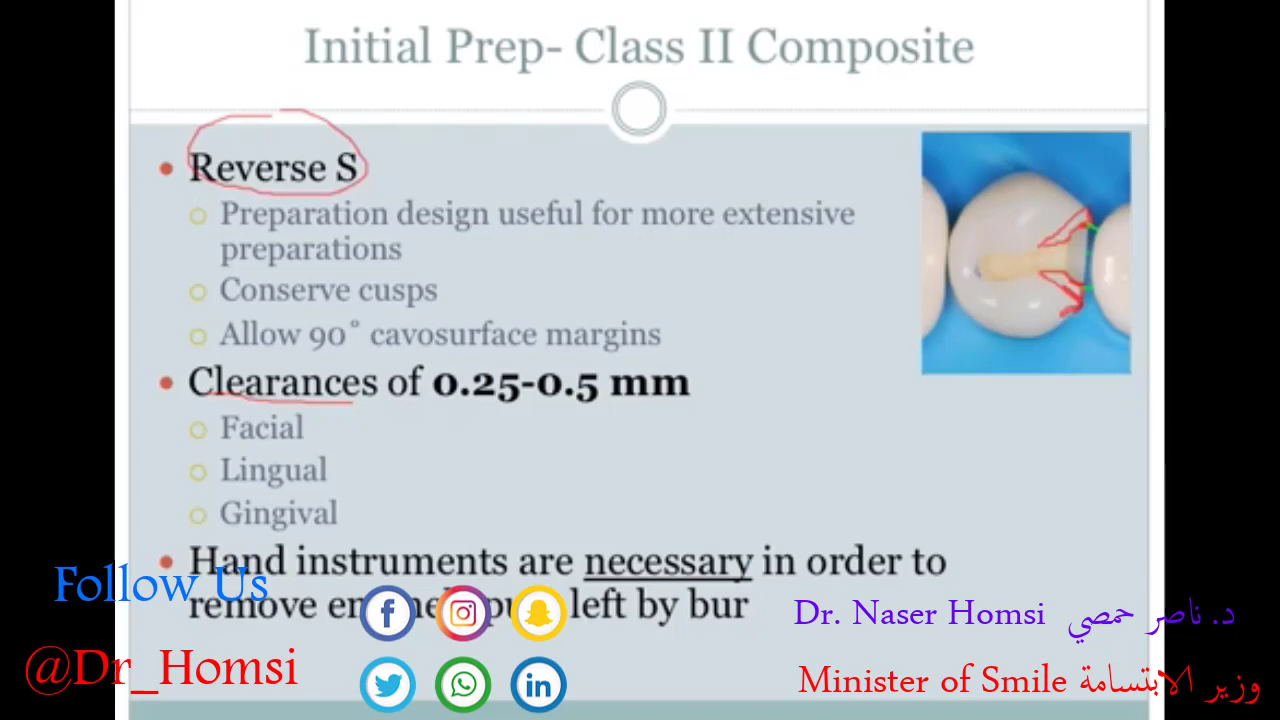 Initial Prep- Class II Composite
Reverse S
Preparation design useful for more extensive
preparations
Conserve cusps
Allow 90° cavosurface margins
Clearances of 0.25-0.5 mm
Facial
Lingual
Gingival
Hand instruments are necessary in order to
remove left by bur
Follow Us
@Dr_Homsi
Dr. Naser Homsi د. ناصر حمصي
Minister of Smile وزير الابتسامة